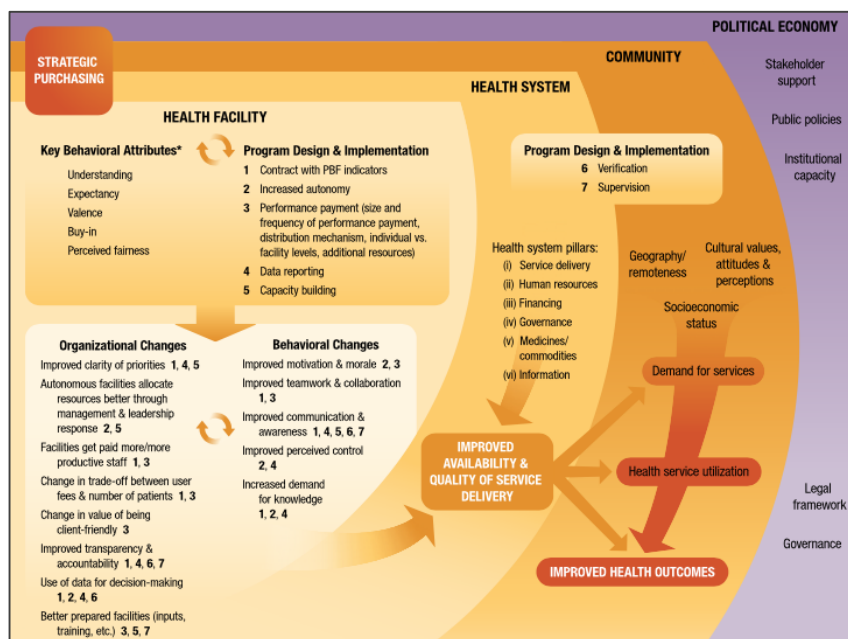 POLITICAL ECONOMY
STRATEGIC
PURCHASING
COMMUNITY
HEALTH SYSTEM
HEALTH FACILITY
Key Behavioral Attributes*
Understanding
Expectancy
Valence
Buy-in
Perceived fairness
Program Design & Implementation
1 Contract with PBF indicators
2 Increased autonomy
3 Performance payment (size and
frequency of performance payment,
distribution mechanism, individual vs.
facility levels, additional resources)
4 Data reporting
5 Capacity building
Program Design & Implementation
6 Verification
7 Supervision
Stakeholder
support
Public policies
Institutional
capacity
Health system pillars:
(i) Service delivery
(ii) Human resources
(iii) Financing
(iv) Governance
(v) Medicines/
commodities
(vi) Information
Geography/
remoteness
Cultural values,
attitudes &
perceptions
Socioeconomic
status
Organizational Changes
Improved clarity of priorities 1, 4, 5
Autonomous facilities allocate
resources better through
management & leadership
response 2, 5
Facilities get paid more/more
productive staff 1, 3
Change in trade-off between user
fees & number of patients 1, 3
Change in value of being
client-friendly 3
Improved transparency &
accountability 1, 4, 6, 7
Use of data for decision-making
1, 2, 4, 6
Better prepared facilities (inputs,
training, etc.) 3, 5, 7
Behavioral Changes
Improved motivation & morale 2, 3
Improved teamwork & collaboration
1, 3
Improved communication &
awareness 1, 4, 5, 6, 7
Improved perceived control
2, 4
Increased demand
for knowledge
1, 2, 4
IMPROVED
AVAILABILITY &
QUALITY OF SERVICE
DELIVERY
Demand for services
Health service utilization
IMPROVED HEALTH OUTCOMES
Legal
framework
Governance